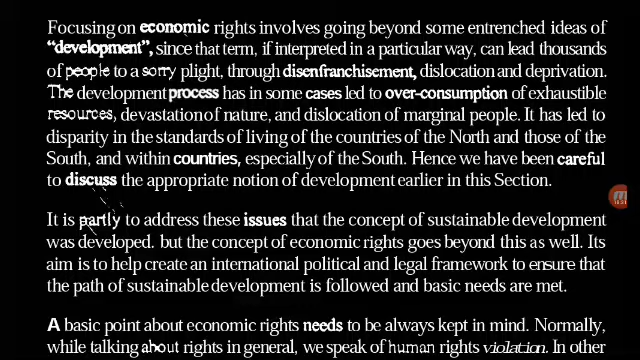 Focusing on economic rights involves going beyond some entrenched ideas of
“development”, since that term, if interpreted in a particular way, can lead thousands
of people to a sorry plight, through disenfranchisement, dislocation and deprivation.
The development process has in some cases led to over-consumption of exhaustible
resources, devastation of nature, and dislocation of marginal people. It has led to
disparity in the standards of living of the countries of the North and those of the
South, and within countries, especially of the South. Hence we have been careful
to discuss the appropriate notion of development earlier in this Section.
It is partly to address these issues that the concept of sustainable development
was developed. but the concept of economic rights goes beyond this as well. Its
aim is to help create an international political and legal framework to ensure that
the path of sustainable development is followed and basic needs are met.
A basic point about economic rights needs to be always kept in mind. Normally,
while talking about rights in general, we speak of human rights violation. In other